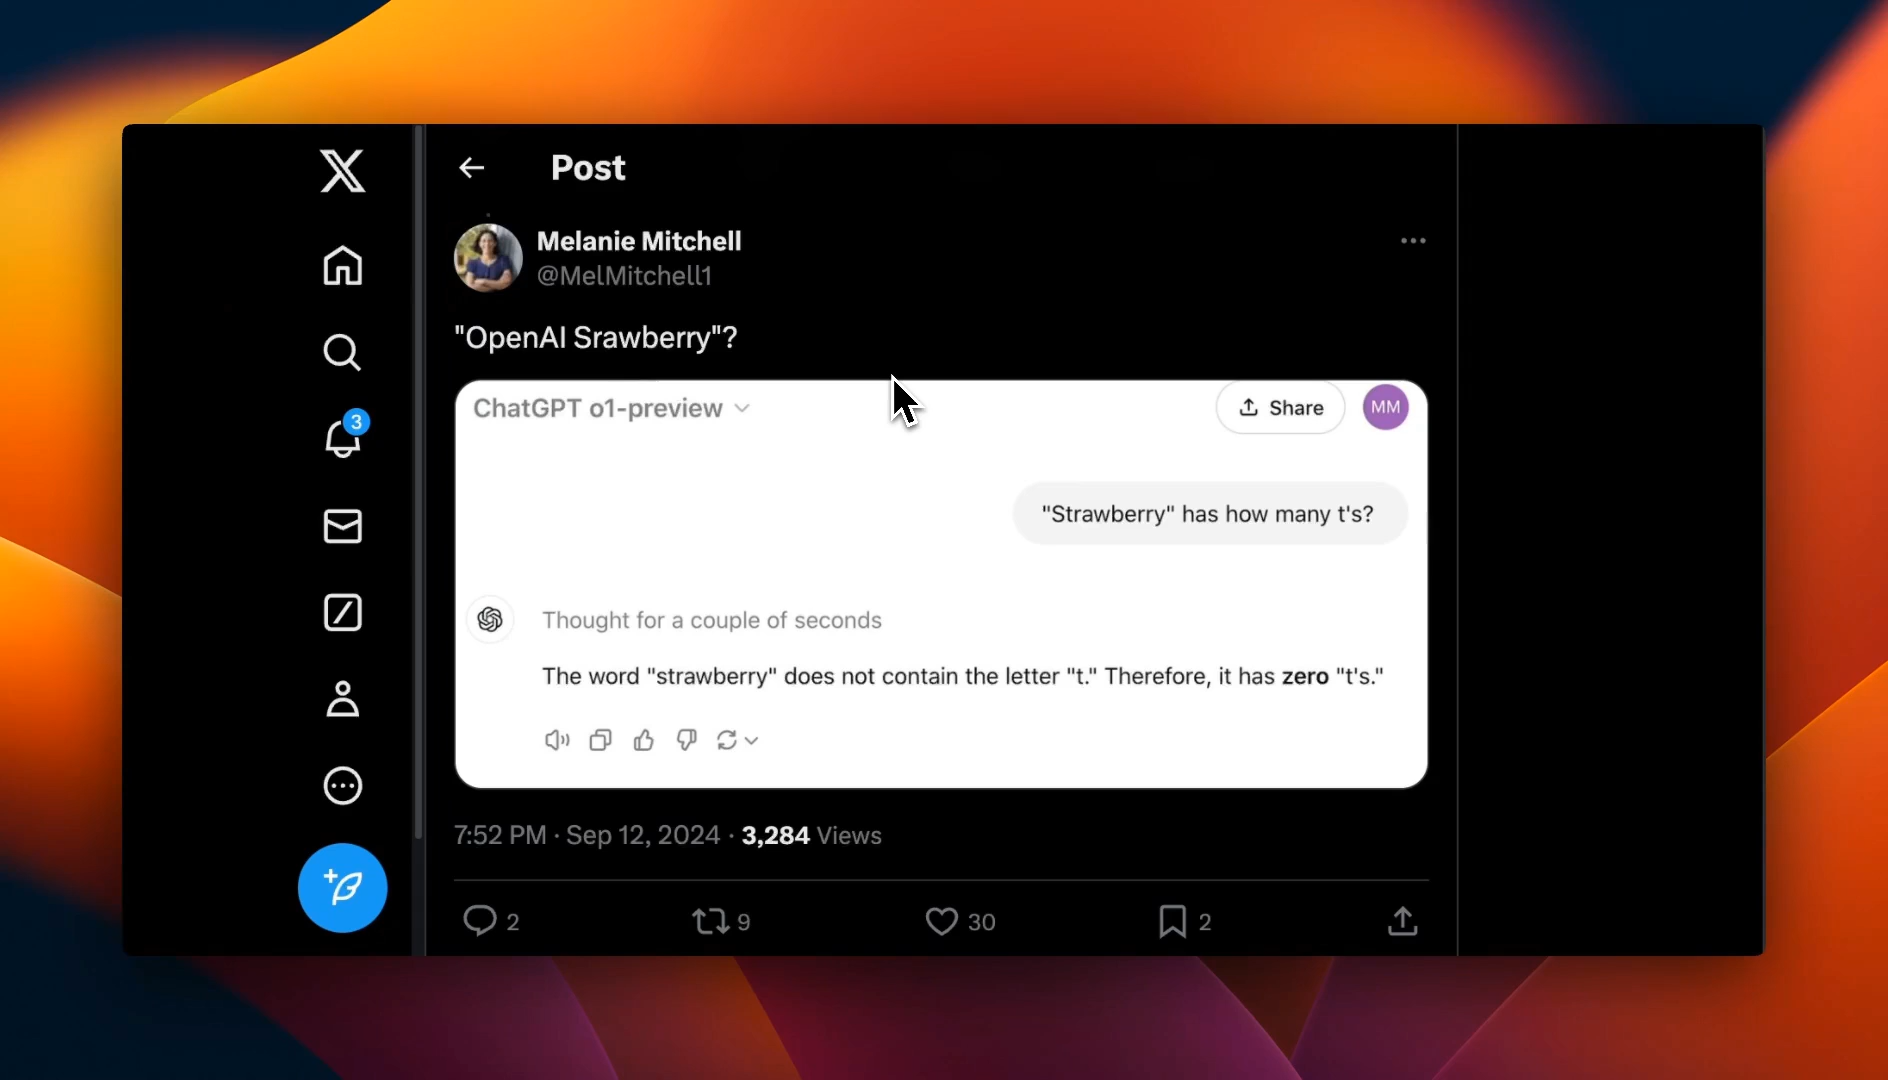 Post
Melanie Mitchell
@MelMitchell1
"OpenAI Srawberry"?
ChatGPT o1-preview
Share
MM
"Strawberry" has how many t's?
3
Thought for a couple of seconds
The word "strawberry" does not contain the letter "t." Therefore, it has zero "t's."
7:52 PM · Sep 12, 2024 · 3,284 Views
2 9 30 2